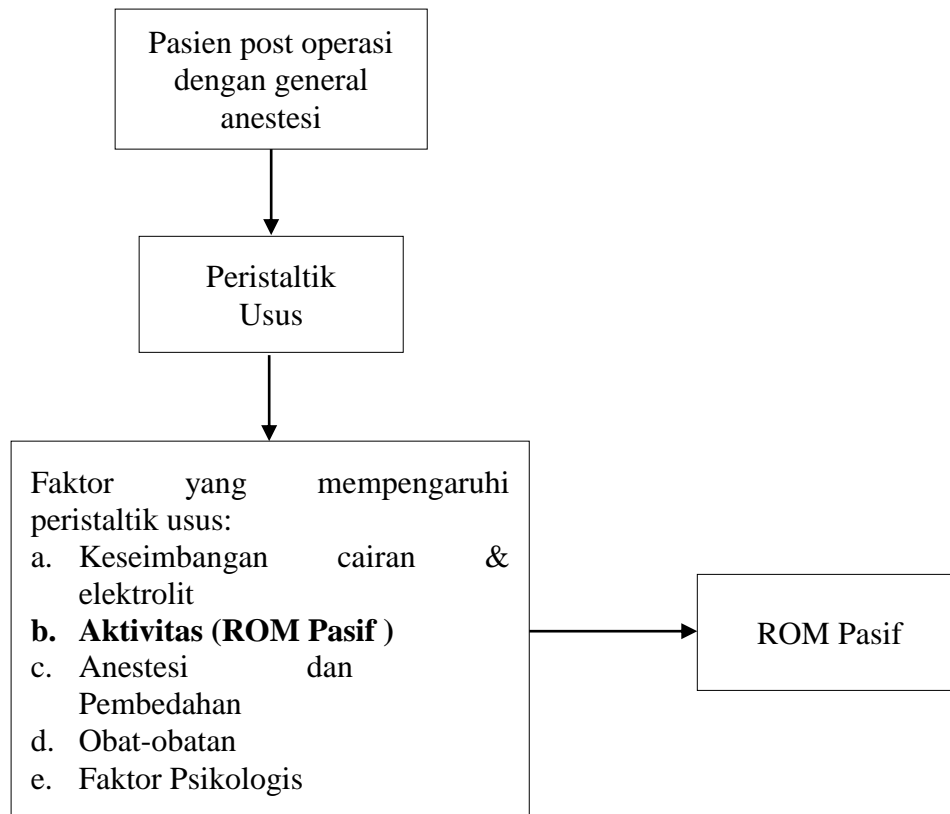 Pasien post operasi
dengan general
anestesi
Peristaltik
Usus
Faktor yang mempengaruhi
peristaltik usus:
a. Keseimbangan cairan &
elektrolit
b. Aktivitas (ROM Pasif )
c. Anestesi dan
Pembedahan
d. Obat-obatan
e. Faktor Psikologis
ROM Pasif